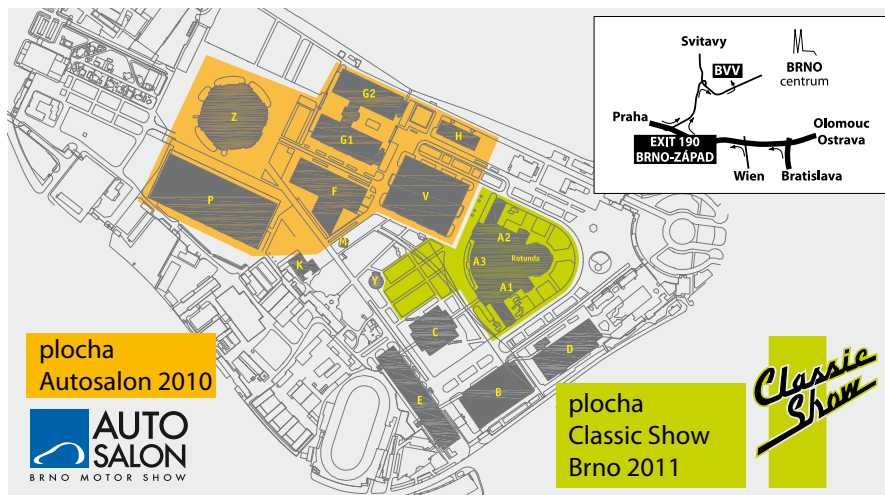 Svitavy
BVV
BRNO
centrum
Praha
Olomouc
Ostrava
EXIT 190
BRNO-ZÁPAD
Wien
Bratislava
Z
G2
G1
H
P
F
V
M
K
Y
A2
Rotunda
A3
A1
C
D
E
B
plocha
Autosalon 2010
AUTO
SALON
BRNO MOTOR SHOW
plocha
Classic Show
Brno 2011
Classic
Show